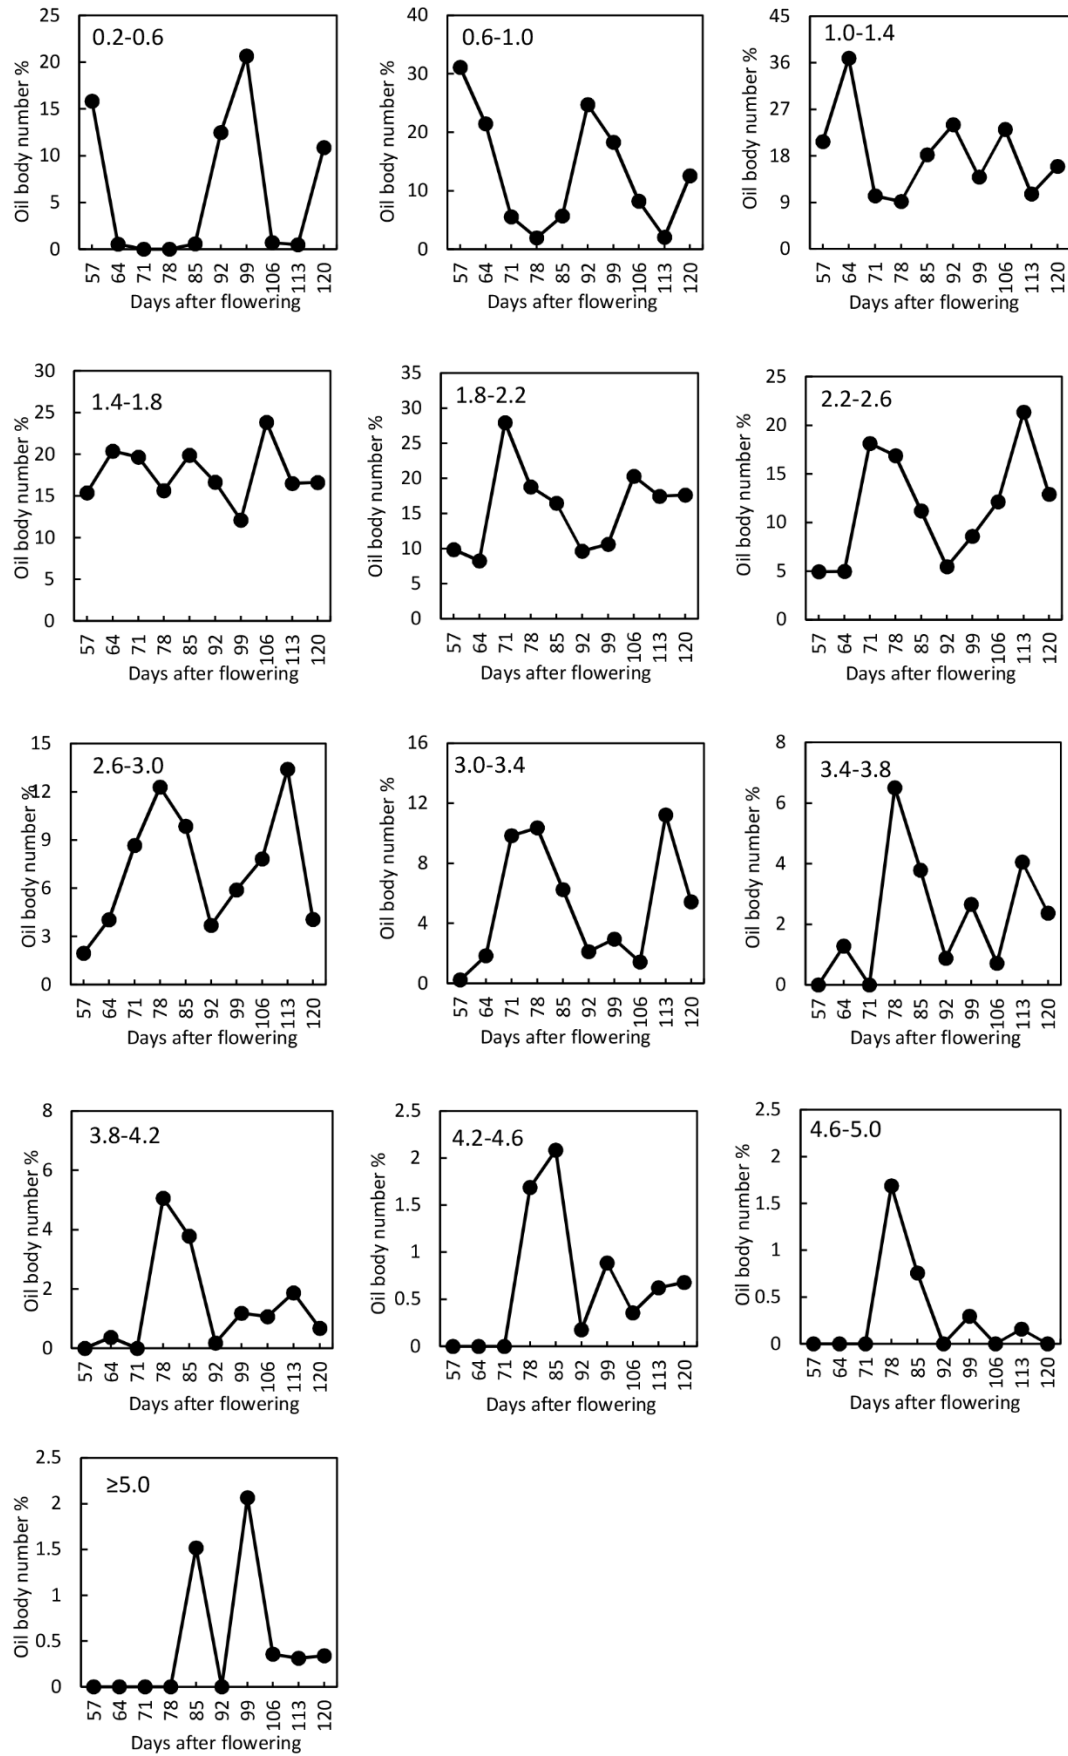 0.2-0.6
Oil body number %
25
20
15
10
5
0
57 64 71 78 85 92 99 106 113 120
Days after flowering
0.6-1.0
Oil body number %
40
30
20
10
0
57 64 71 78 85 92 99 106 113 120
Days after flowering
1.0-1.4
Oil body number %
45
36
27
18
9
0
57 64 71 78 85 92 99 106 113 120
Days after flowering
1.4-1.8
Oil body number %
30
25
20
15
10
5
0
57 64 71 78 85 92 99 106 113 120
Days after flowering
1.8-2.2
Oil body number %
35
30
25
20
15
10
5
0
57 64 71 78 85 92 99 106 113 120
Days after flowering
2.2-2.6
Oil body number %
25
20
15
10
5
0
57 64 71 78 85 92 99 106 113 120
Days after flowering
2.6-3.0
Oil body number %
15
12
9
6
3
0
57 64 71 78 85 92 99 106 113 120
Days after flowering
3.0-3.4
Oil body number %
16
12
8
4
0
57 64 71 78 85 92 99 106 113 120
Days after flowering
3.4-3.8
Oil body number %
8
6
4
2
0
57 64 71 78 85 92 99 106 113 120
Days after flowering
3.8-4.2
Oil body number %
8
6
4
2
0
57 64 71 78 85 92 99 106 113 120
Days after flowering
4.2-4.6
Oil body number %
2.5
2
1.5
1
0.5
0
57 64 71 78 85 92 99 106 113 120
Days after flowering
4.6-5.0
Oil body number %
2.5
2
1.5
1
0.5
0
57 64 71 78 85 92 99 106 113 120
Days after flowering
≥5.0
Oil body number %
2.5
2
1.5
1
0.5
0
57 64 71 78 85 92 99 106 113 120
Days after flowering